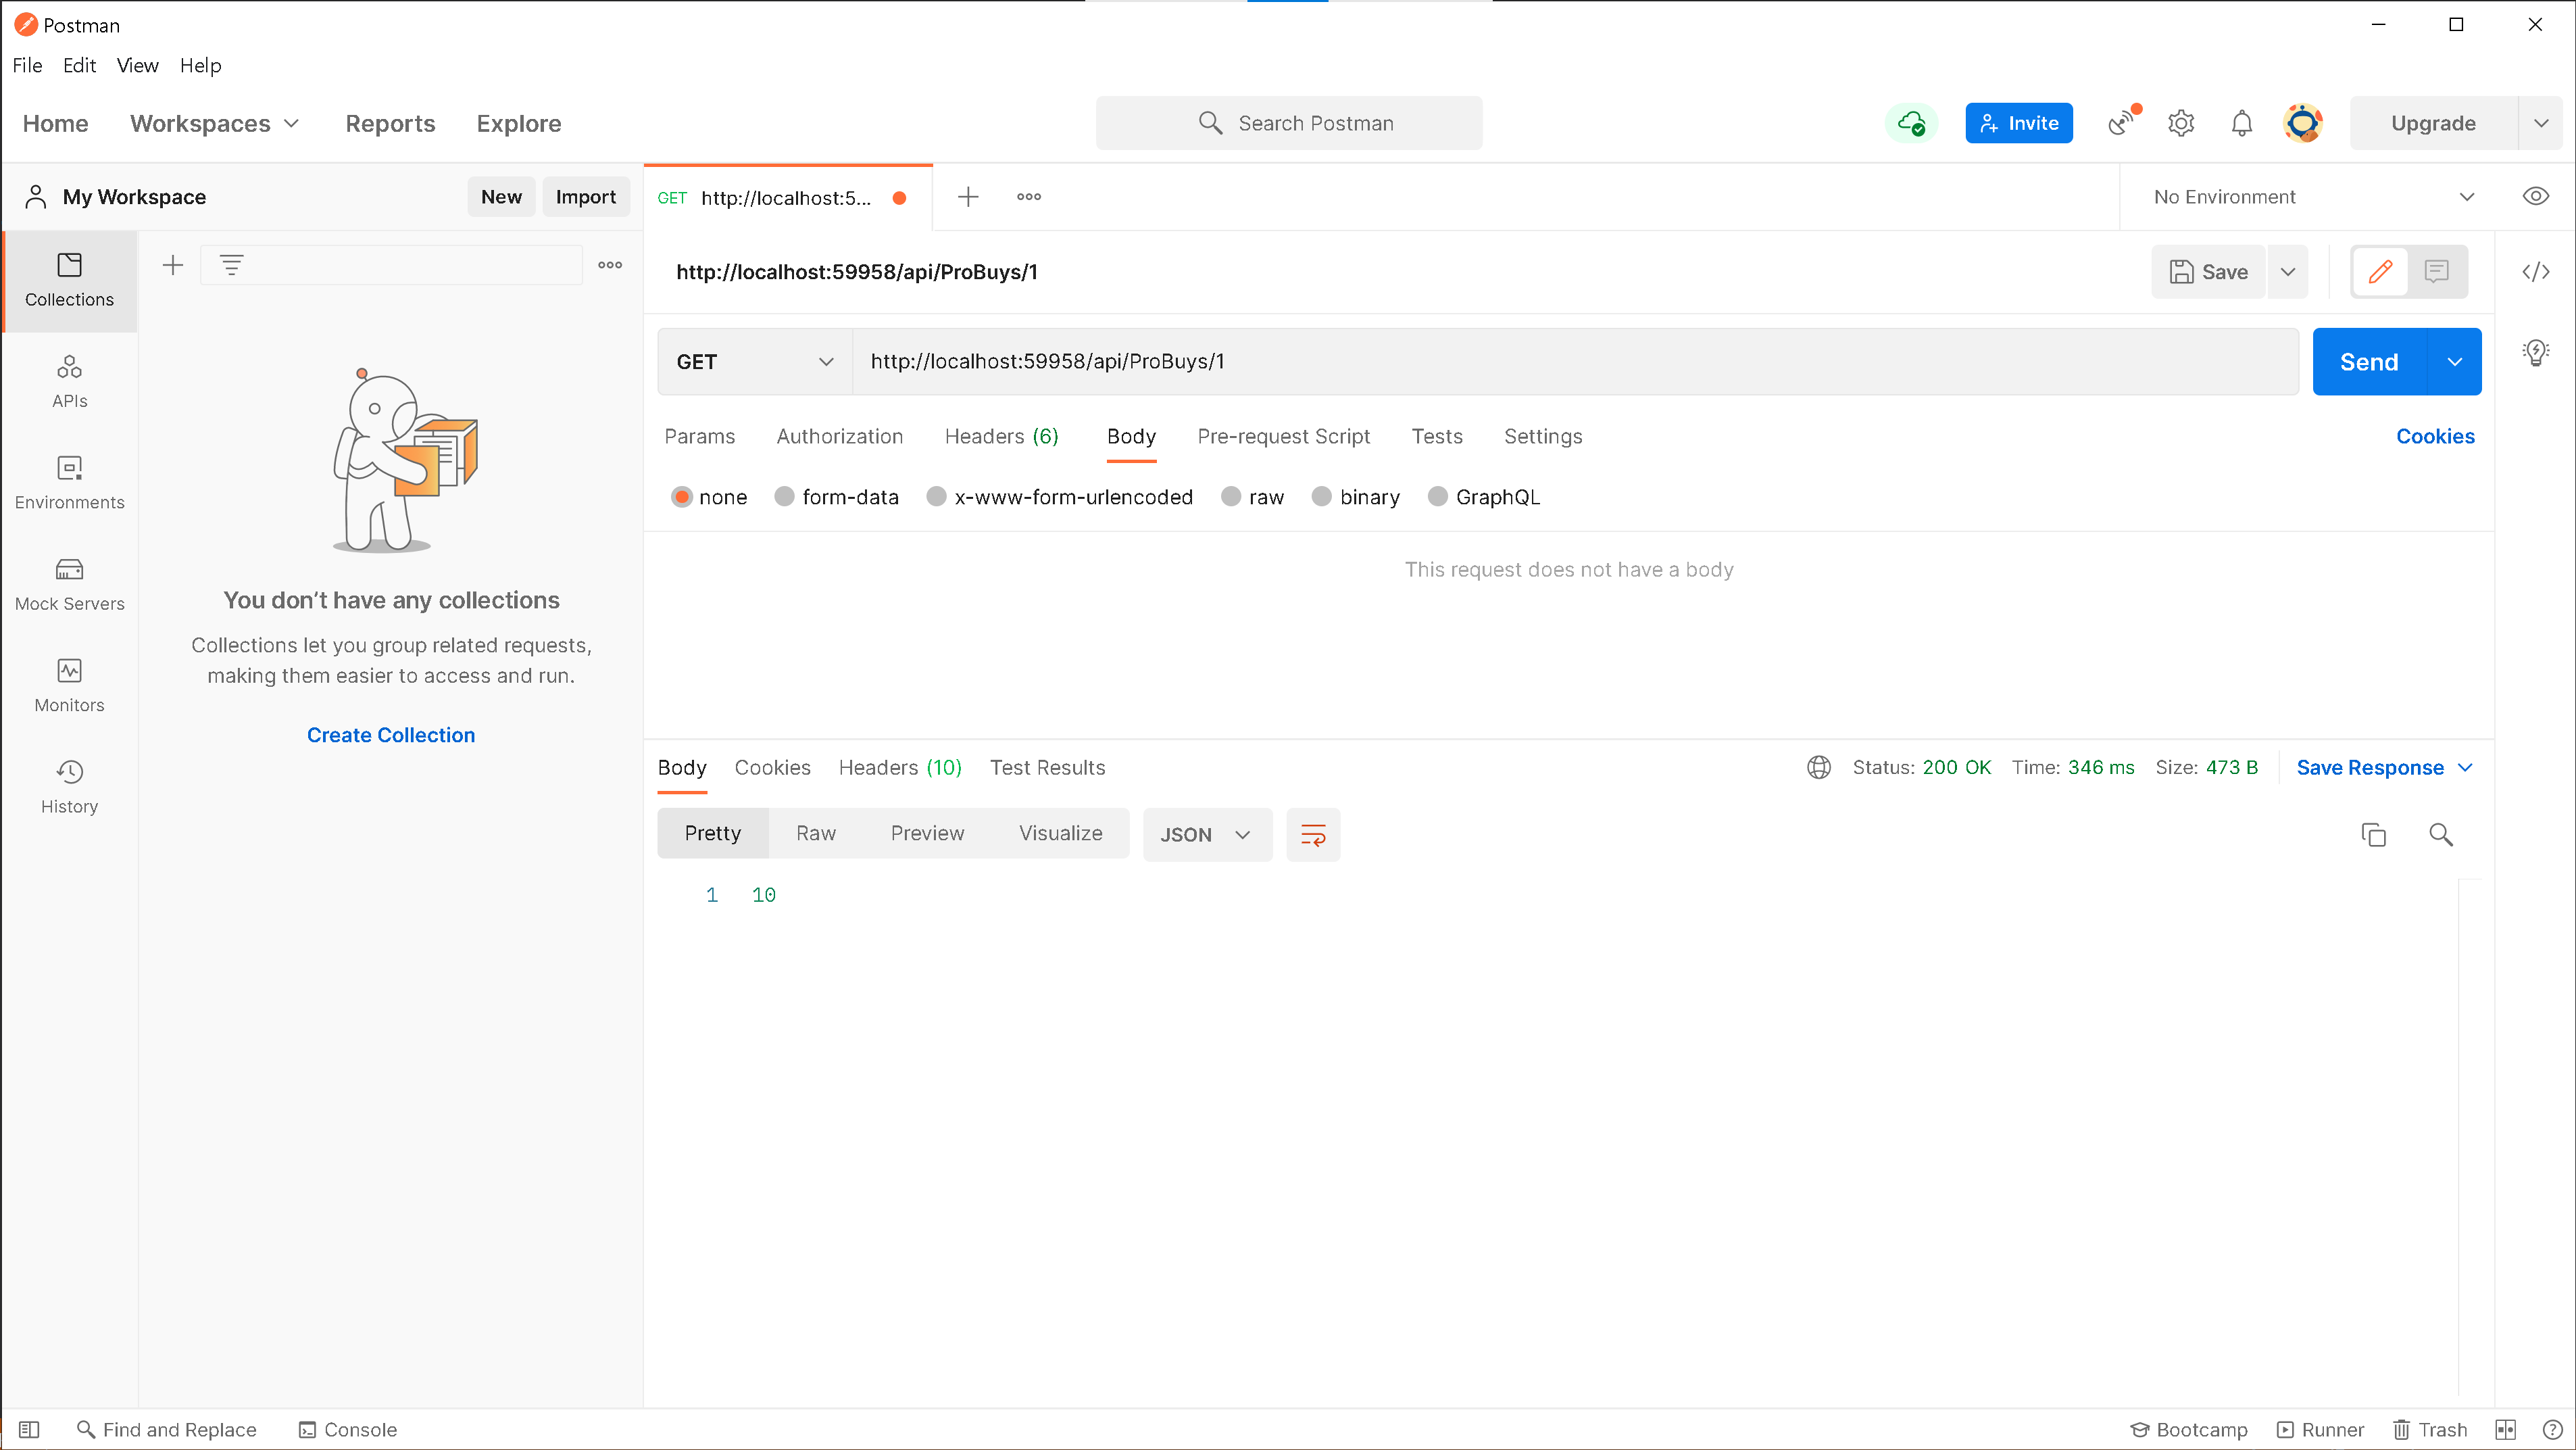 Postman
File Edit View Help
Home Workspaces Reports Explore Search Postman Invite Upgrade
My Workspace New Import GET http://localhost:5... No Environment
http://localhost:59958/api/ProBuys/1 Save
Collections
GET http://localhost:59958/api/ProBuys/1 Send
APIs
Params Authorization Headers (6) Body Pre-request Script Tests Settings Cookies
Environments
none form-data x-www-form-urlencoded raw binary GraphQL
This request does not have a body
Mock Servers
You don’t have any collections
Collections let you group related requests,
making them easier to access and run.
Monitors
Create Collection
Body Cookies Headers (10) Test Results Status: 200 OK Time: 346 ms Size: 473 B Save Response
History
Pretty Raw Preview Visualize JSON
1 10
Find and Replace Console Bootcamp Runner Trash